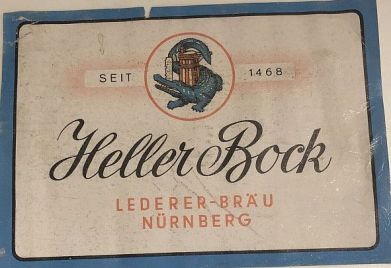 SEIT 1468
Heller Bock
LEDERER-BRÄU
NÜRNBERG